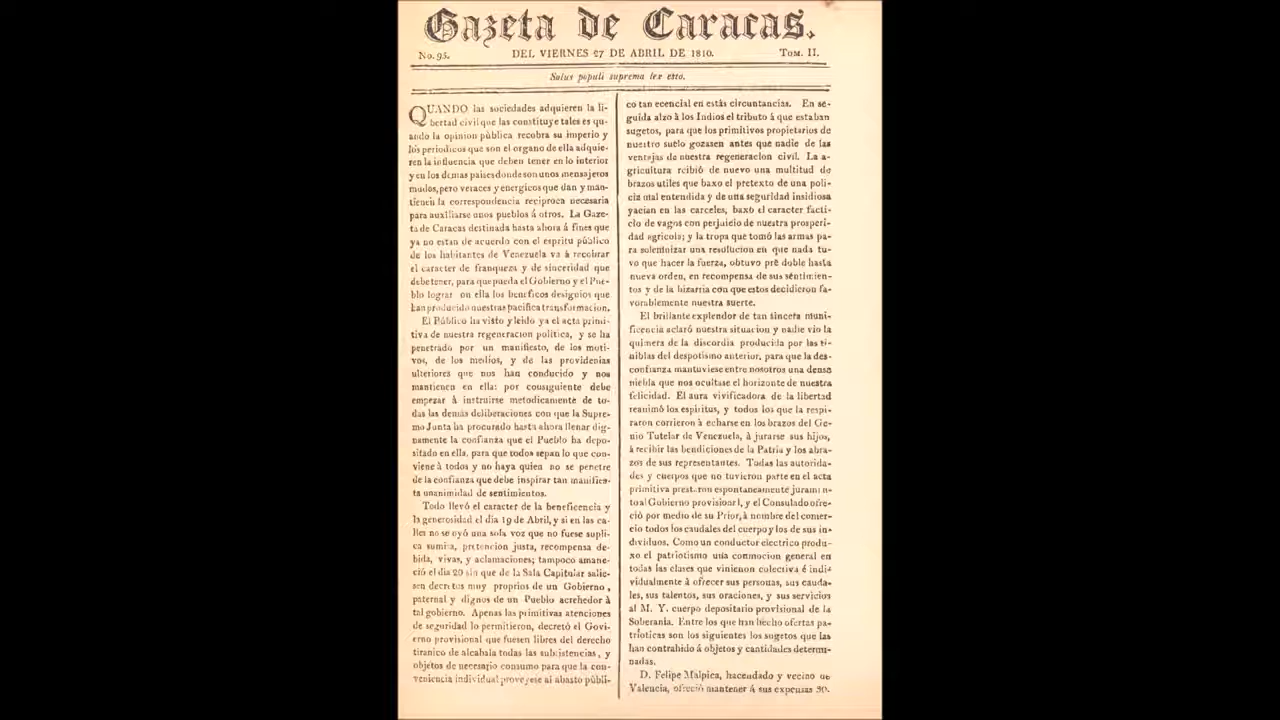 Gazeta de Caracas.
No. 95. DEL VIERNES 27 DE ABRIL DE 1810. Tom. II.
Salus populi suprema lex esto.
QUANDO las sociedades adquieren la li-
bertad civil que las constituye tales es qu-
ando la opinion pública recobra su imperio y
los periodicos que son el organo de ella adquie-
ren la influencia que deben tener en lo interior
y en los demas paises donde son unos mensajeros
mudos, pero veraces y energicos que dan y man-
tienen la correspondencia reciproca necesaria
para auxiliarse unos pueblos á otros. La Gaze-
ta de Caracas destinada hasta ahora á fines que
ya no estan de acuerdo con el espritu público
de los habitantes de Venezuela va á recobrar
el caracter de franqueza y de sinceridad que
debe tener, para que pueda el Gobierno y el Pue-
blo lograr on ella los beneficos designios que
han producido nuestras pacifica transformacion.
El Público ha visto y leido ya el acta primi-
tiva de nuestra regeneracion politica, y se ha
penetrado por un manifiesto, de los moti-
vos, de los medios, y de las providenias
ulteriores que nos han conducido y nos
mantienen en ella: por cousiguiente debe
empezar á instruirse metodicamente de to-
das las demás deliberaciones con que la Supre-
mo Junta ha procurado hasta ahora llenar dig-
namente la confianza que el Pueblo ha depo-
sitado en ella, para que todos sepan lo que con-
viene à todos y no haya quien no se penetre
de la confianza que debe inspirar tan manifies-
ta unanimidad de sentimientos.
Todo llevó el caracter de la beneficencia y
la generosidad el dia 19 de Abril, y si en las ca-
lles no se oyó una sola voz que no fuese supli-
ca sumisa, pretencion justa, recompensa de-
bida, vivas, y aclamaciones; tampoco amane-
ció el dia 20 sin que de la Sala Capitular salie-
sen decretos muy proprios de un Gobierno,
paternal y dignos de un Pueblo acrehedor à
tal gobierno. Apenas las primitivas atenciones
de seguridad lo permitieron, decretó el Govi-
erno provisional que fuesen libres del derecho
tiranico de alcabala todas las subsistencias, y
objetos de necesario consumo para que la con-
veniencia individual proveyese al abasto públi-
co tan ecencial en estás circuntancias. En se-
guida alzo à los Indios el tributo á que estaban
sugetos, para que los primitivos propietarios de
nuestro suelo gozasen antes que nadie de las
ventajas de nuestra regeneracion civil. La a-
gricultura recibió de nuevo una multitud de
brazos utiles que baxo el pretexto de una poli-
cia mal entendida y de una seguridad insidiosa
yacian en las carceles, baxo el caracter facti-
cio de vagos con perjuicio de nuestra prosperi-
dad agricola; y la tropa que tomó las armas pa-
ra solemnizar una resolucion en que nada tu-
vo que hacer la fuerza, obtuvo pré doble hasta
nueva orden, en recompensa de sus sentimien-
tos y de la bizarria con que estos decidieron fa-
vorablemente nuestra suerte.
El brillante explendor de tan sincera muni-
ficencia aclaró nuestra situacion y nadie vio la
quimera de la discordia producida por las ti-
nieblas del despotismo anterior, para que la des-
confianza mantuviese entre nosotros una densa
niebla que nos ocultase el horizonte de nuestra
felicidad. El aura vivificadora de la libertad
reanimó los espiritus, y todos los que la respi-
raron corrieron à echarse en los brazos del Ge-
nio Tutelar de Venezuela, à jurarse sus hijos,
à recibir las bendiciones de la Patria y los abra-
zos de sus representantes. Todas las autorida-
des y cuerpos que no tuvieron parte en el acta
primitiva prestaron espontaneamente juramen-
to al Gobierno provisional, y el Consulado ofre-
ció por medio de su Prior, à nombre del comer-
cio todos los caudales del cuerpo y los de sus in-
dividuos. Como un conductor electrico produ-
xo el patriotismo una conmocion general en
todas las clases que vinieron colectiva é indi-
vidualmente à ofrecer sus personas, sus cauda-
les, sus talentos, sus oraciones, y sus servicios
al M. Y. cuerpo depositario provisional de la
Soberania. Entre los que han hecho ofertas pa-
trioticas son los siguientes los sugetos que las
han contrahido á objetos y cantidades determi-
nadas.
D. Felipe Malpica, hacendado y vecino de
Valencia, ofreció mantener á sus expensas 30.